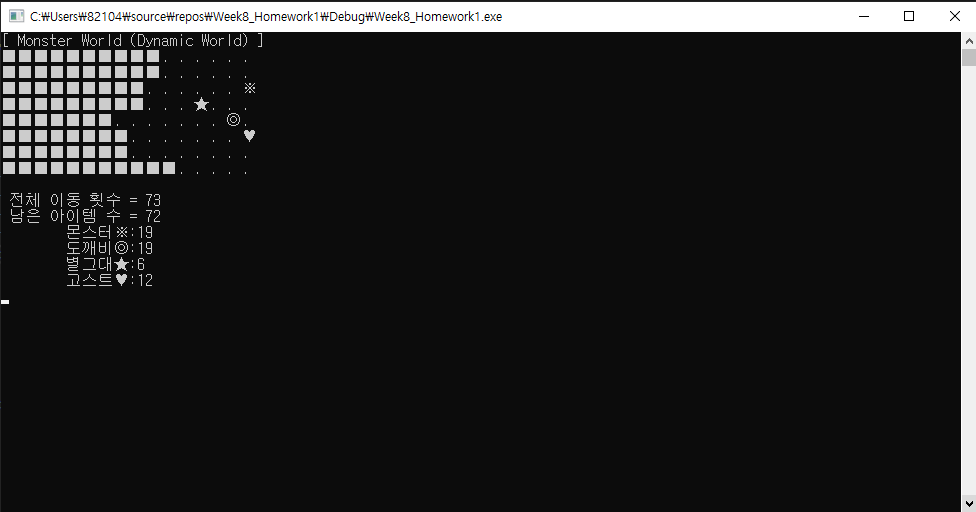 C:\Users\82104\source\repos\Week8_Homework1\Debug\Week8_Homework1.exe
[ Monster World (Dynamic World) ]
■■■■■■■■■■. . . . . .
■■■■■■■■■■. . . . . .
■■■■■■■■■. . . . . . ※
■■■■■■■■■. . . ★. . .
■■■■■■■. . . . . . . ◎.
■■■■■■■■. . . . . . . ♥
■■■■■■■■. . . . . . . .
■■■■■■■■■■■. . . . .
전체 이동 횟수 = 73
남은 아이템 수 = 72
몬스터※:19
도깨비◎:19
별그대★:6
고스트♥:12